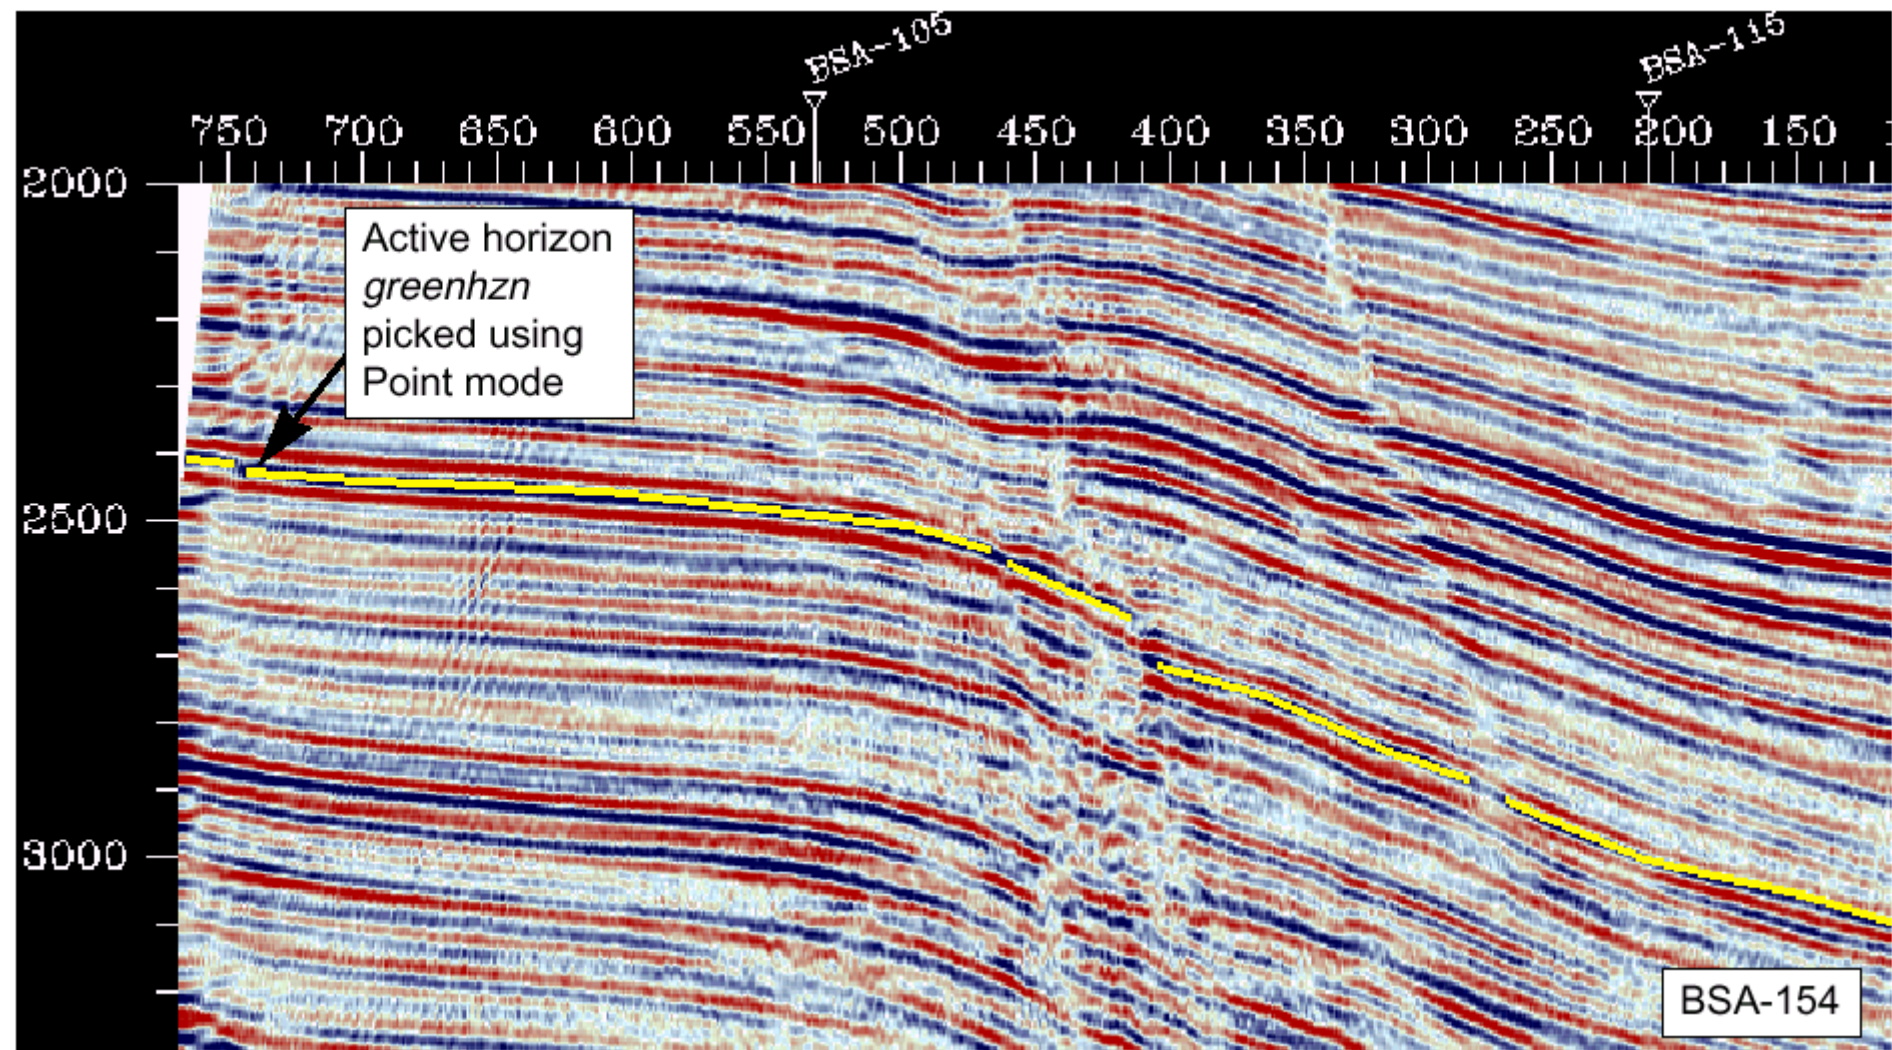 BSA-105
BSA-115
750 700 650 600 550 500 450 400 350 300 250 200 150
2000
Active horizon
greenhzn
picked using
Point mode
2500
3000
BSA-154